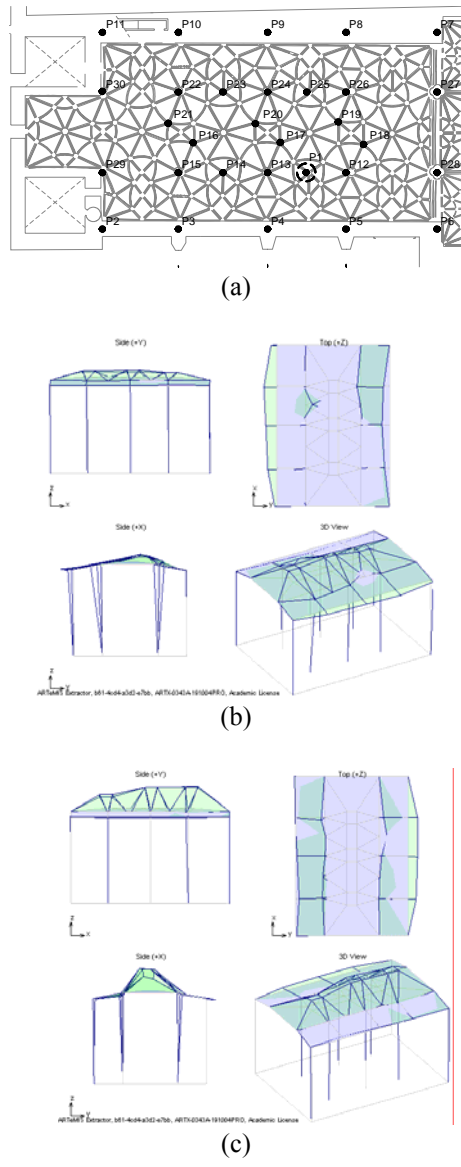 P11 P10 P9 P8 P7
P30 P22 P23 P24 P25 P26 P27
P21 P20 P19
P16 P17 P18
P29 P15 P14 P13 P1 P12 P28
P2 P3 P4 P5 P6
(a)
Side (+Y) Top (+Z)
Z
X
X
Y
Side (+X) 3D View
Z
Y
ARTeMIS Extractor, b61-4cd4-a3d2-e7bb, ARTX-0343A-191004PRO, Academic License
(b)
Side (+Y) Top (+Z)
Z
X
X
Y
Side (+X) 3D View
Z
Y
ARTeMIS Extractor, b61-4cd4-a3d2-e7bb, ARTX-0343A-191004PRO, Academic License
(c)